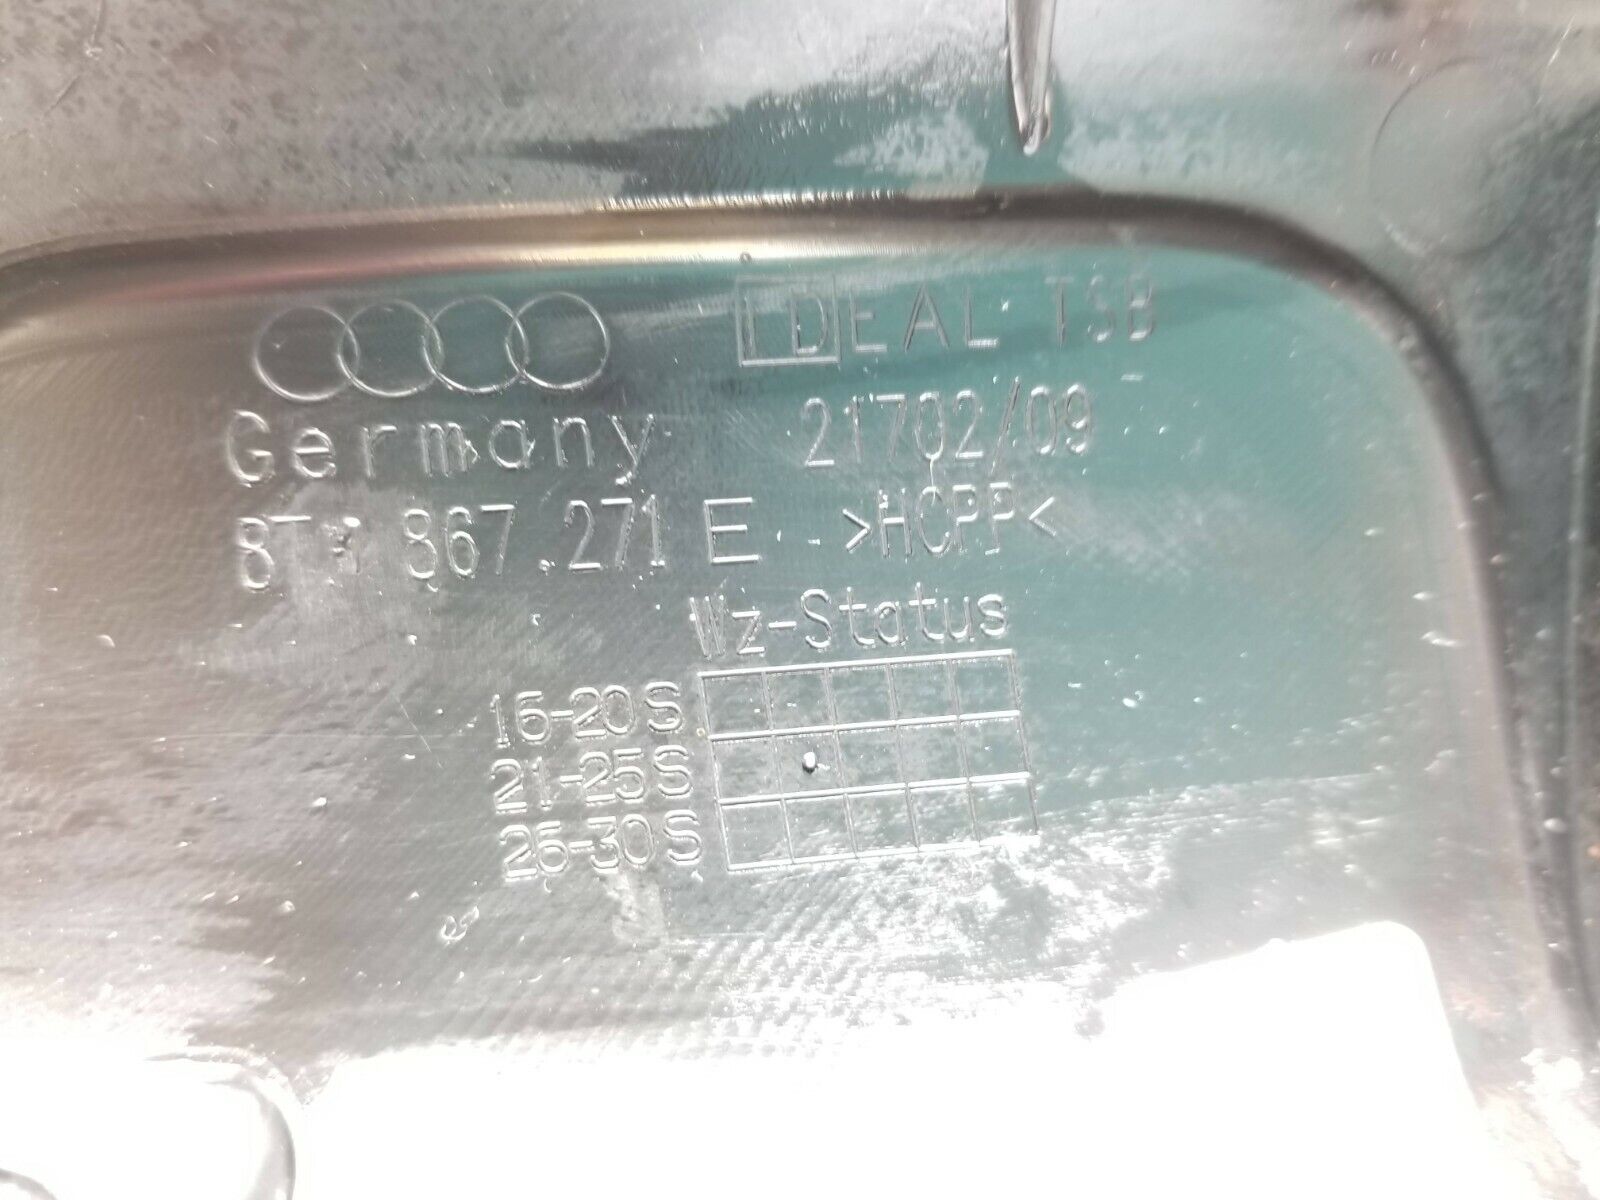 IDEAL TSB
Germany 21702/09
867.271 E >HCPP<
Wz-Status
16-20S
21-25S
26-30S